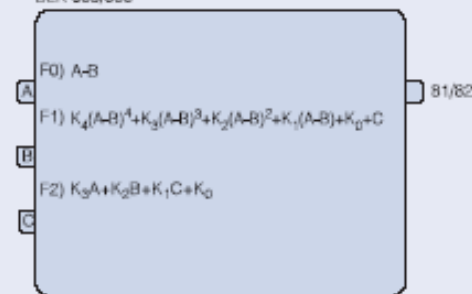 F0) A-B
A
81/82
F1) K₄(A-B)⁴+K₃(A-B)³+K₂(A-B)²+K₁(A-B)+K₀+C
B
F2) K₃A+K₂B+K₁C+K₀
C